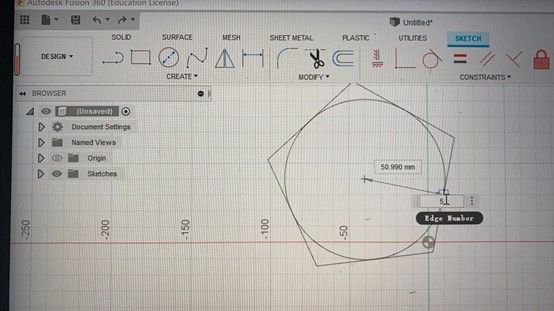 Autodesk Fusion 360 (Education License)
Untitled*
SOLID SURFACE MESH SHEET METAL PLASTIC UTILITIES SKETCH
DESIGN
CREATE MODIFY CONSTRAINTS
BROWSER
(Unsaved)
Document Settings
Named Views
Origin
Sketches
50.990 mm
5
Edge Number
-250
-200
-150
-100
-50